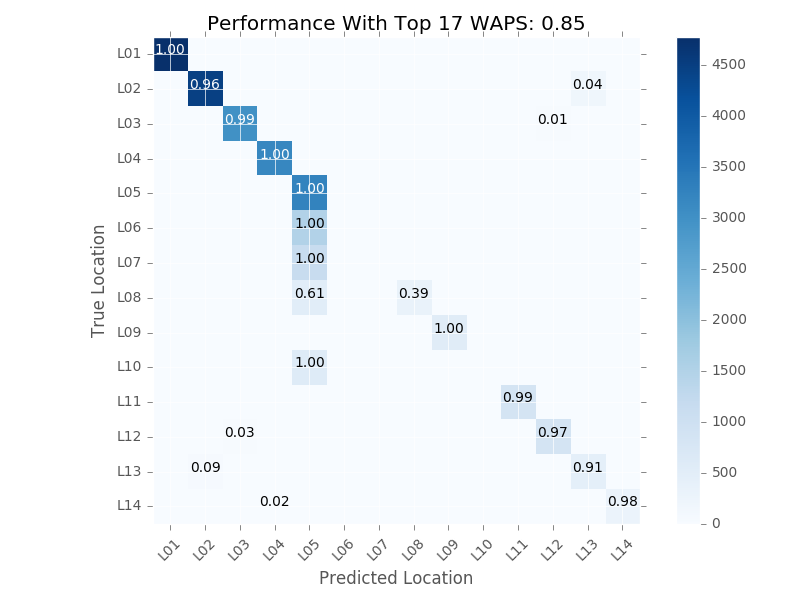 Performance With Top 17 WAPS: 0.85
True Location
L01 1.00
L02 0.96 0.04
L03 0.99 0.01
L04 1.00
L05 1.00
L06 1.00
L07 1.00
L08 0.61 0.39
L09 1.00
L10 1.00
L11 0.99
L12 0.03 0.97
L13 0.09 0.91
L14 0.02 0.98
L01 L02 L03 L04 L05 L06 L07 L08 L09 L10 L11 L12 L13 L14
Predicted Location
4500
4000
3500
3000
2500
2000
1500
1000
500
0